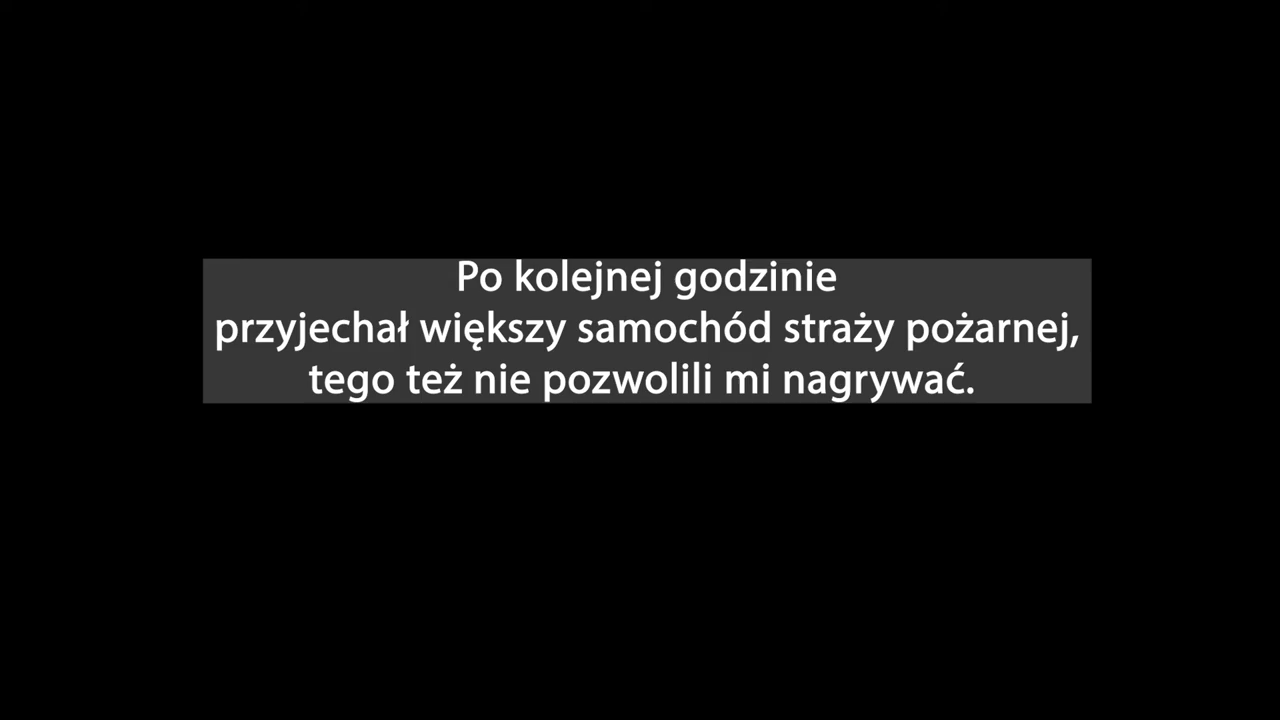 Po kolejnej godzinie
przyjechał większy samochód straży pożarnej,
tego też nie pozwolili mi nagrywać.